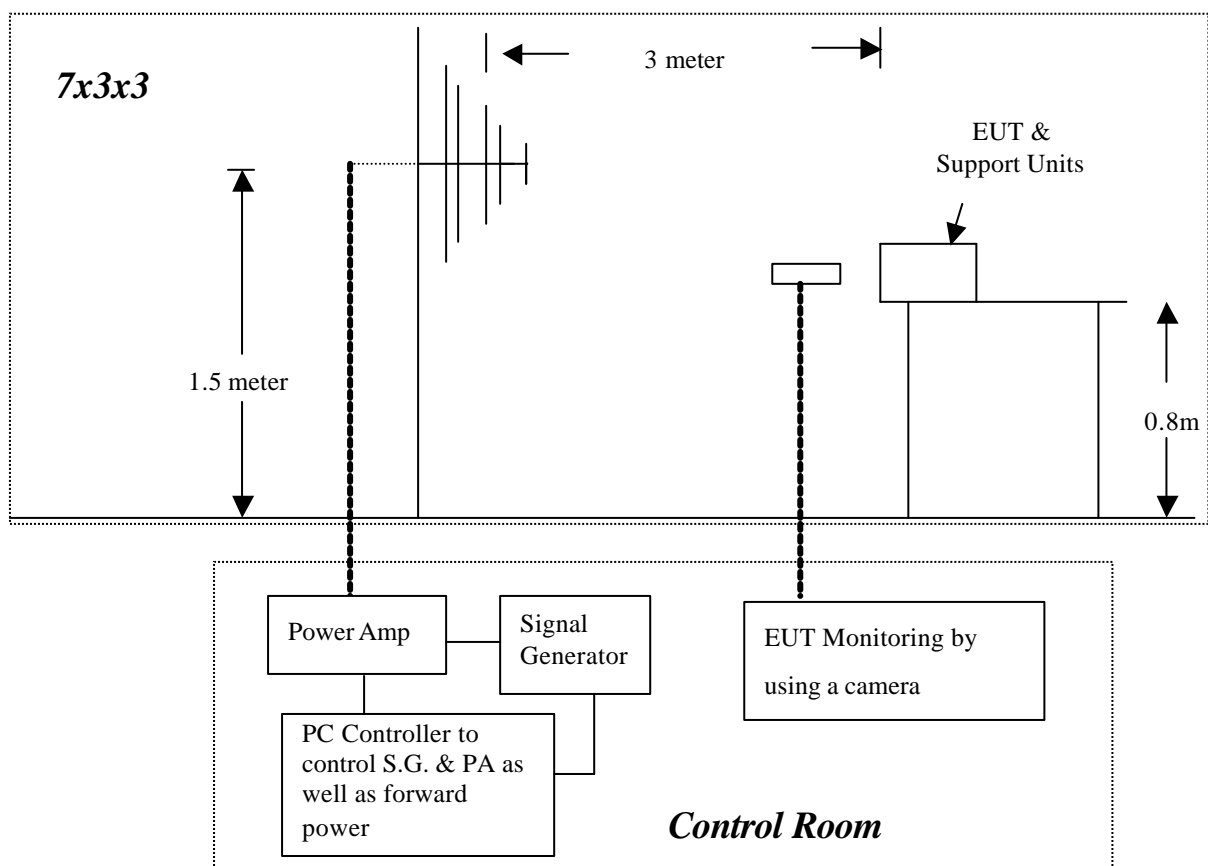 3 meter
7x3x3
EUT &
Support Units
1.5 meter
0.8m
Power Amp
Signal
Generator
EUT Monitoring by
using a camera
PC Controller to
control S.G. & PA as
well as forward
power
Control Room